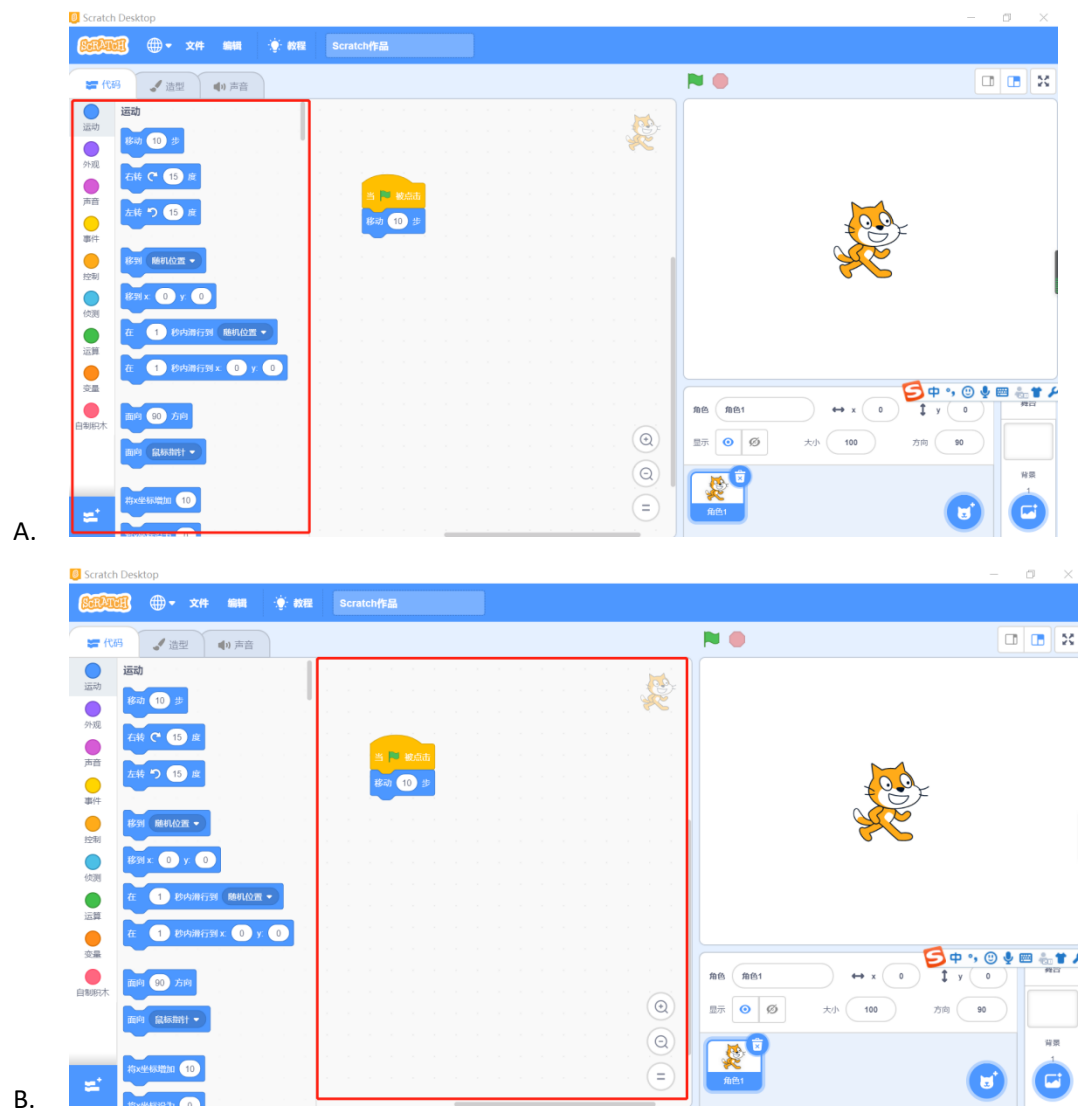 Scratch Desktop
SCRATCH 文件 编辑 教程 Scratch作品
代码 造型 声音
运动
运动
移动 10 步
外观
右转 15 度
声音
左转 15 度
事件
移到 随机位置
控制
移到 x: 0 y: 0
侦测
在 1 秒内滑行到 随机位置
运算
在 1 秒内滑行到 x: 0 y: 0
变量
面向 90 方向
自制积木
面向 鼠标指针
将x坐标增加 10
当 被点击
移动 10 步
中
角色 角色1 x 0 y 0
显示 大小 100 方向 90
角色1
背景
1
A.
Scratch Desktop
SCRATCH 文件 编辑 教程 Scratch作品
代码 造型 声音
运动
运动
移动 10 步
外观
右转 15 度
声音
左转 15 度
事件
移到 随机位置
控制
移到 x: 0 y: 0
侦测
在 1 秒内滑行到 随机位置
运算
在 1 秒内滑行到 x: 0 y: 0
变量
面向 90 方向
自制积木
面向 鼠标指针
将x坐标增加 10
当 被点击
移动 10 步
中
角色 角色1 x 0 y 0
显示 大小 100 方向 90
角色1
背景
1
B.